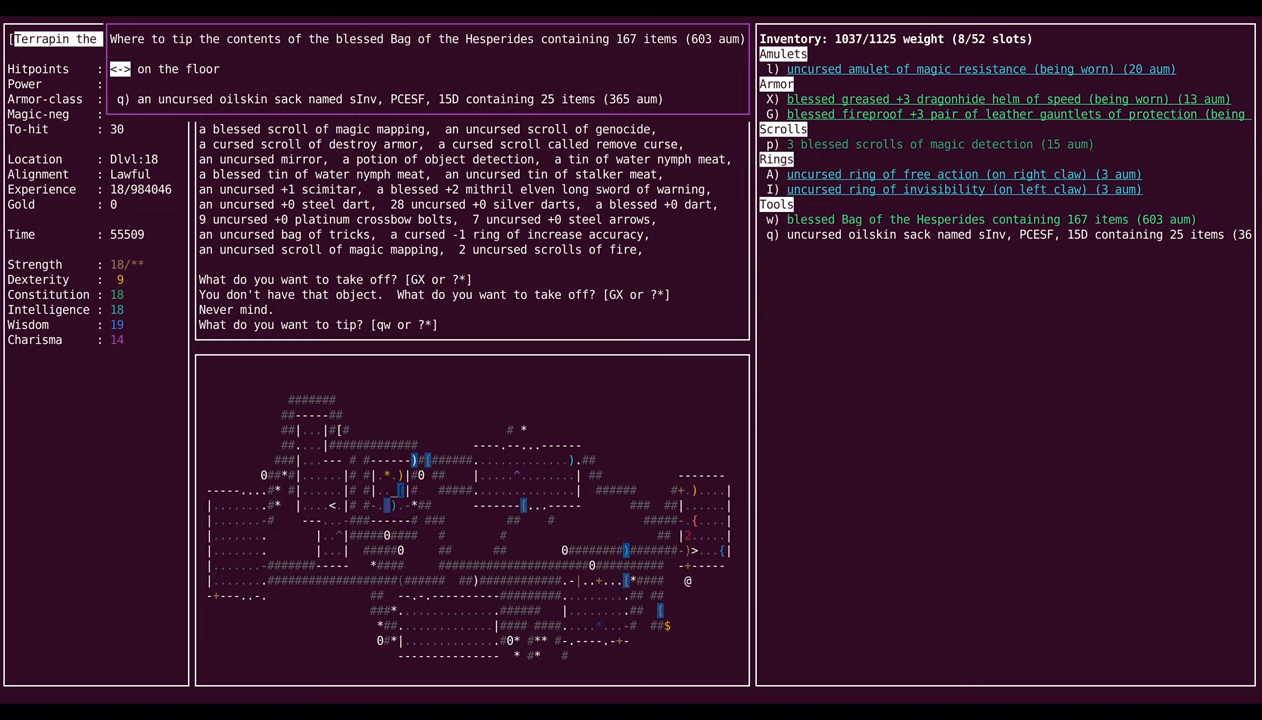 [Terrapin the
Where to tip the contents of the blessed Bag of the Hesperides containing 167 items (603 aum)
<-> on the floor
q) an uncursed oilskin sack named sInv, PCESF, 15D containing 25 items (365 aum)
Hitpoints :
Power :
Armor-class :
Magic-neg :
To-hit : 30
Location : Dlvl:18
Alignment : Lawful
Experience : 18/984046
Gold : 0
Time : 55509
Strength : 18/**
Dexterity : 9
Constitution : 18
Intelligence : 18
Wisdom : 19
Charisma : 14
a blessed scroll of magic mapping, an uncursed scroll of genocide,
a cursed scroll of destroy armor, a cursed scroll called remove curse,
an uncursed mirror, a potion of object detection, a tin of water nymph meat,
a blessed tin of water nymph meat, an uncursed tin of stalker meat,
an uncursed +1 scimitar, a blessed +2 mithril elven long sword of warning,
an uncursed +0 steel dart, 28 uncursed +0 silver darts, a blessed +0 dart,
9 uncursed +0 platinum crossbow bolts, 7 uncursed +0 steel arrows,
an uncursed bag of tricks, a cursed -1 ring of increase accuracy,
an uncursed scroll of magic mapping, 2 uncursed scrolls of fire,
What do you want to take off? [GX or ?*]
You don't have that object. What do you want to take off? [GX or ?*]
Never mind.
What do you want to tip? [qw or ?*]
Inventory: 1037/1125 weight (8/52 slots)
Amulets
l) uncursed amulet of magic resistance (being worn) (20 aum)
Armor
X) blessed greased +3 dragonhide helm of speed (being worn) (13 aum)
G) blessed fireproof +3 pair of leather gauntlets of protection (being
Scrolls
p) 3 blessed scrolls of magic detection (15 aum)
Rings
A) uncursed ring of free action (on right claw) (3 aum)
I) uncursed ring of invisibility (on left claw) (3 aum)
Tools
w) blessed Bag of the Hesperides containing 167 items (603 aum)
q) uncursed oilskin sack named sInv, PCESF, 15D containing 25 items (36